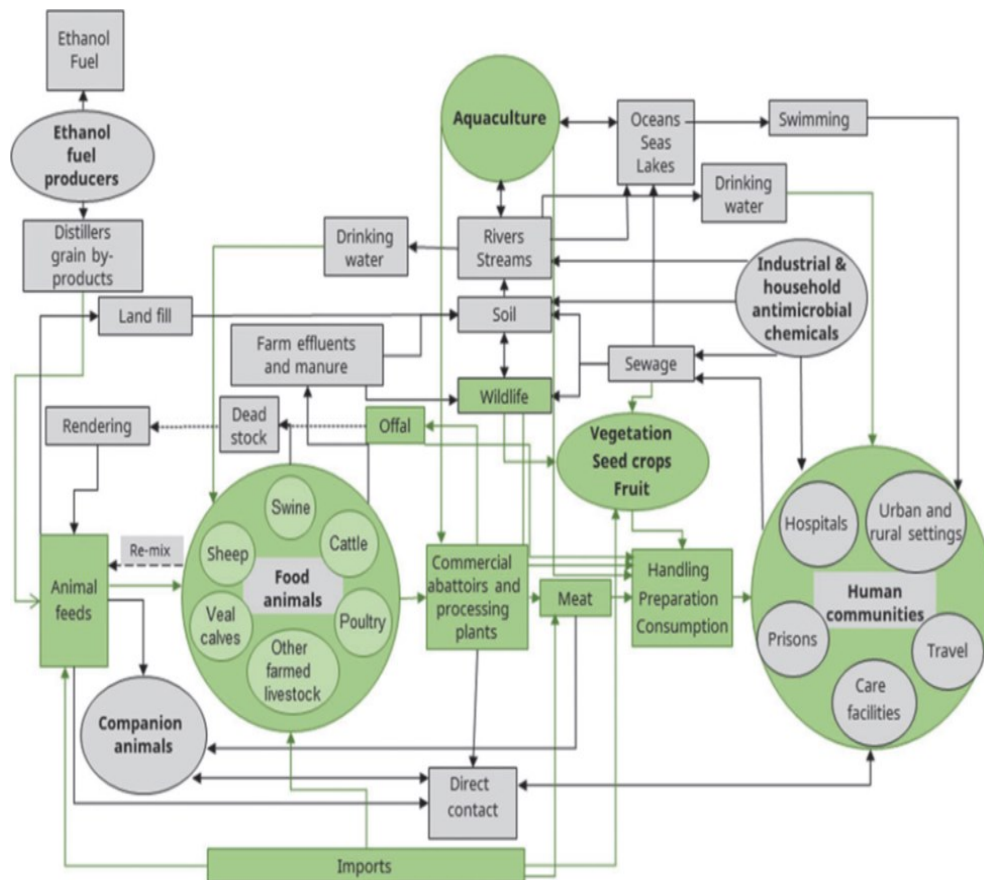 Ethanol
Fuel
Ethanol
fuel
producers
Distillers
grain by-
products
Aquaculture
Oceans
Seas
Lakes
Swimming
Drinking
water
Drinking
water
Rivers
Streams
Industrial &
household
antimicrobial
chemicals
Land fill
Soil
Farm effluents
and manure
Sewage
Wildlife
Rendering
Dead
stock
Offal
Vegetation
Seed crops
Fruit
Swine
Sheep
Cattle
Food
animals
Veal
calves
Poultry
Other
farmed
livestock
Re-mix
Animal
feeds
Commercial
abattoirs and
processing
plants
Meat
Handling
Preparation
Consumption
Hospitals
Urban and
rural settings
Human
communities
Prisons
Travel
Care
facilities
Companion
animals
Direct
contact
Imports